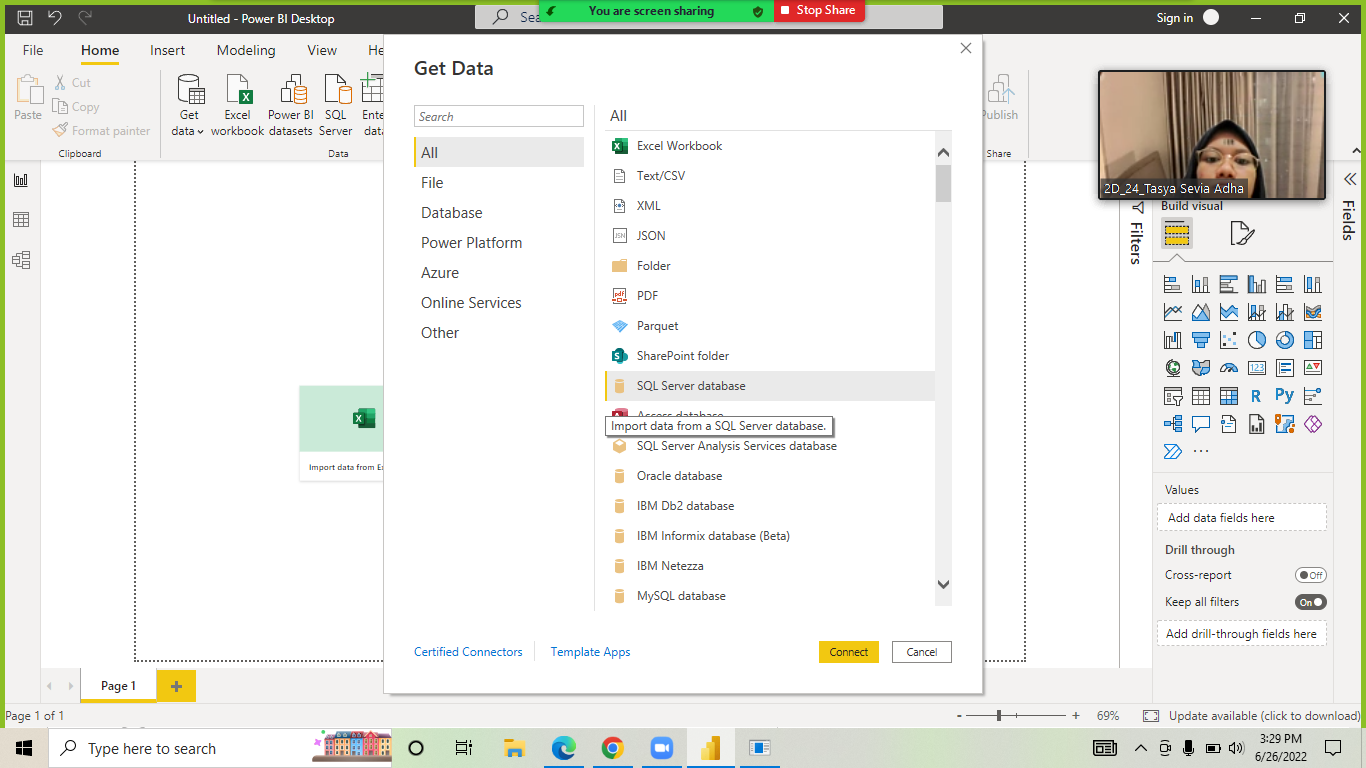 Untitled - Power BI Desktop
Sea
You are screen sharing
Stop Share
Sign in
File
Home
Insert
Modeling
View
He
Paste
Cut
Copy
Format painter
Clipboard
Get data
Excel workbook
Power BI datasets
SQL Server
Ente
data
Data
Publish
Share
Get Data
Search
All
File
Database
Power Platform
Azure
Online Services
Other
All
Excel Workbook
Text/CSV
XML
JSON
Folder
PDF
Parquet
SharePoint folder
SQL Server database
Access database
Import data from a SQL Server database.
SQL Server Analysis Services database
Oracle database
IBM Db2 database
IBM Informix database (Beta)
IBM Netezza
MySQL database
Certified Connectors
Template Apps
Connect
Cancel
Import data from Ex
2D_24_Tasya Sevia Adha
Filters
Build visual
Fields
123
R
Py
Values
Add data fields here
Drill through
Cross-report
Off
Keep all filters
On
Add drill-through fields here
Page 1
Page 1 of 1
- + 69%
Update available (click to download)
Type here to search
3:29 PM
6/26/2022